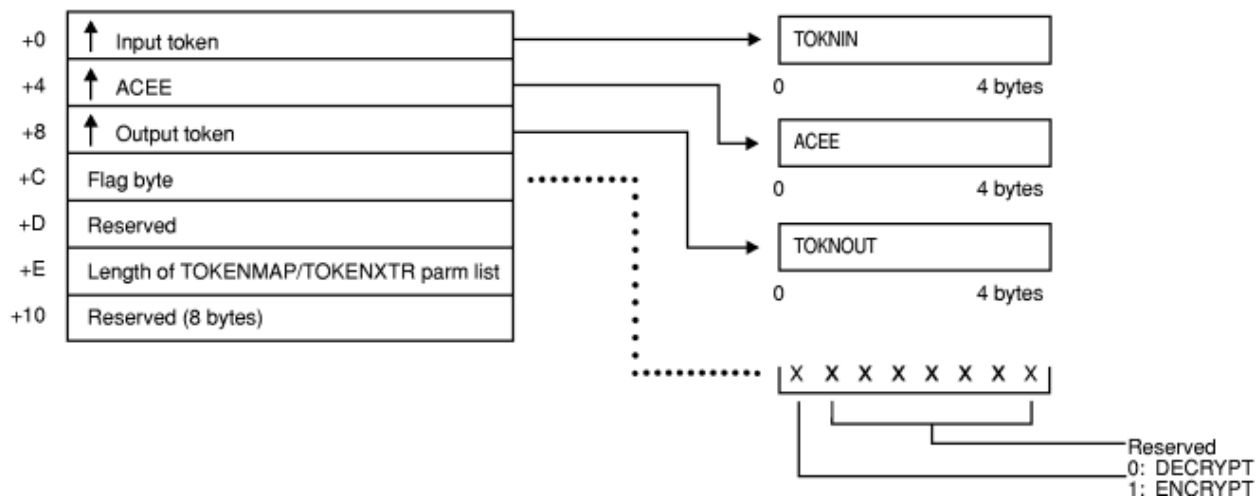 +0 Input token
+4 ACEE
+8 Output token
+C Flag byte
+D Reserved
+E Length of TOKENMAP/TOKENXTR parm list
+10 Reserved (8 bytes)
TOKNIN
0 4 bytes
ACEE
0 4 bytes
TOKNOUT
0 4 bytes
X X X X X X X X
Reserved
0: DECRYPT
1: ENCRYPT